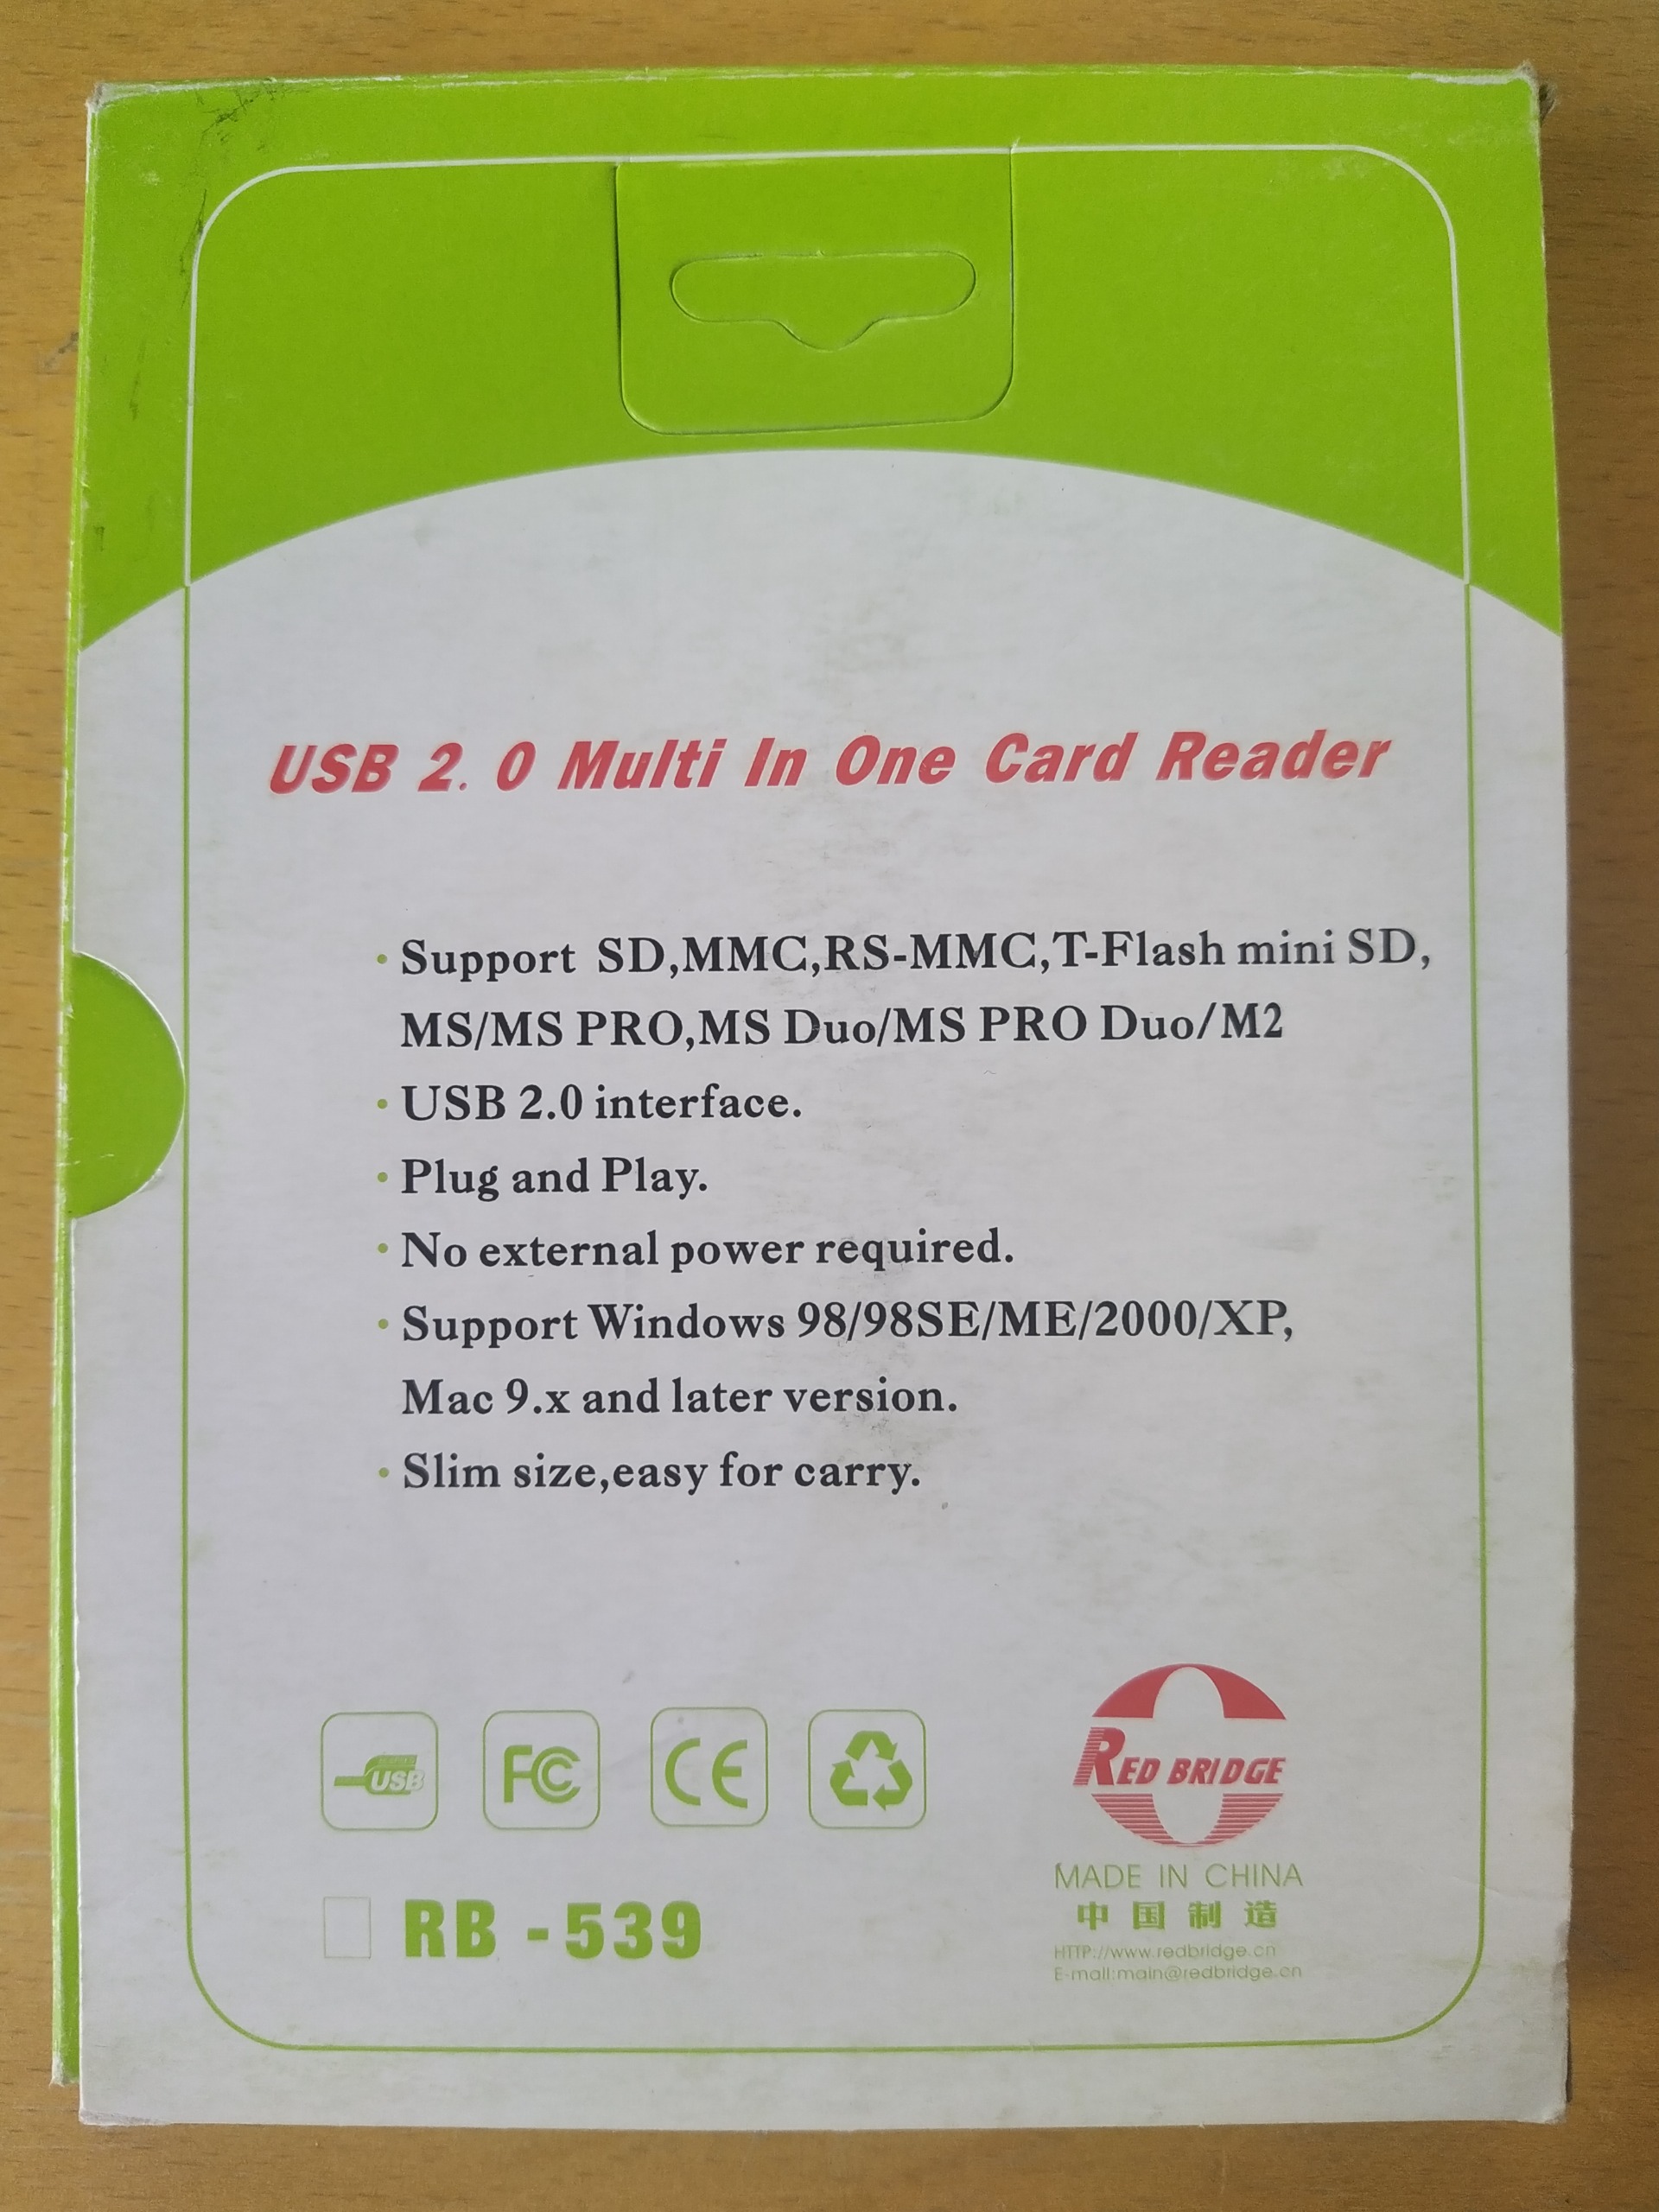 USB 2. 0 Multi In One Card Reader
· Support SD,MMC,RS-MMC,T-Flash mini SD,
MS/MS PRO,MS Duo/MS PRO Duo/M2
· USB 2.0 interface.
· Plug and Play.
· No external power required.
· Support Windows 98/98SE/ME/2000/XP,
Mac 9.x and later version.
· Slim size,easy for carry.
USB FC CE
RED BRIDGE
MADE IN CHINA
中国制造
RB -539
HTTP://www.redbridge.cn
E-mail:main@redbridge.cn